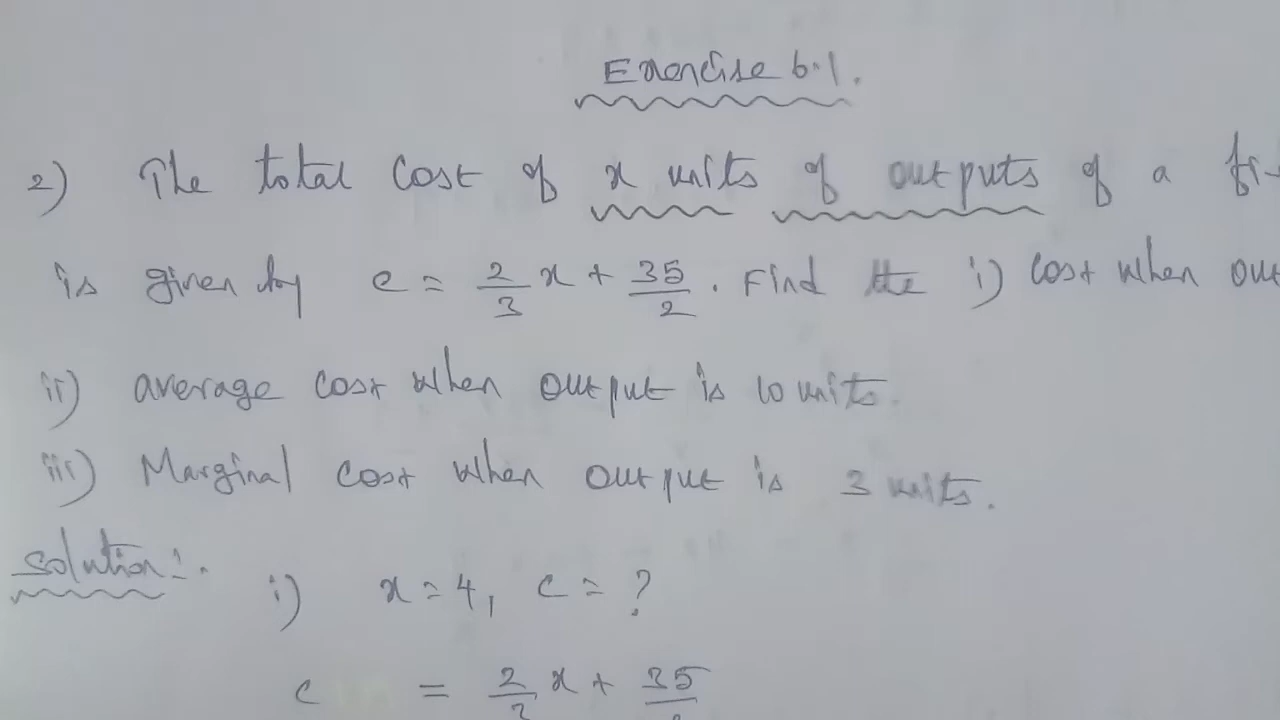 Exercise 6.1.
2) The total cost of x units of outputs of a
is given by c = 2/3 x + 35/2 . Find the i) cost when
ii) average cost when output is 10 units.
iii) Marginal cost when output is 3 units.
Solution:.
i) x = 4, c = ?
c = 2/3 x + 35